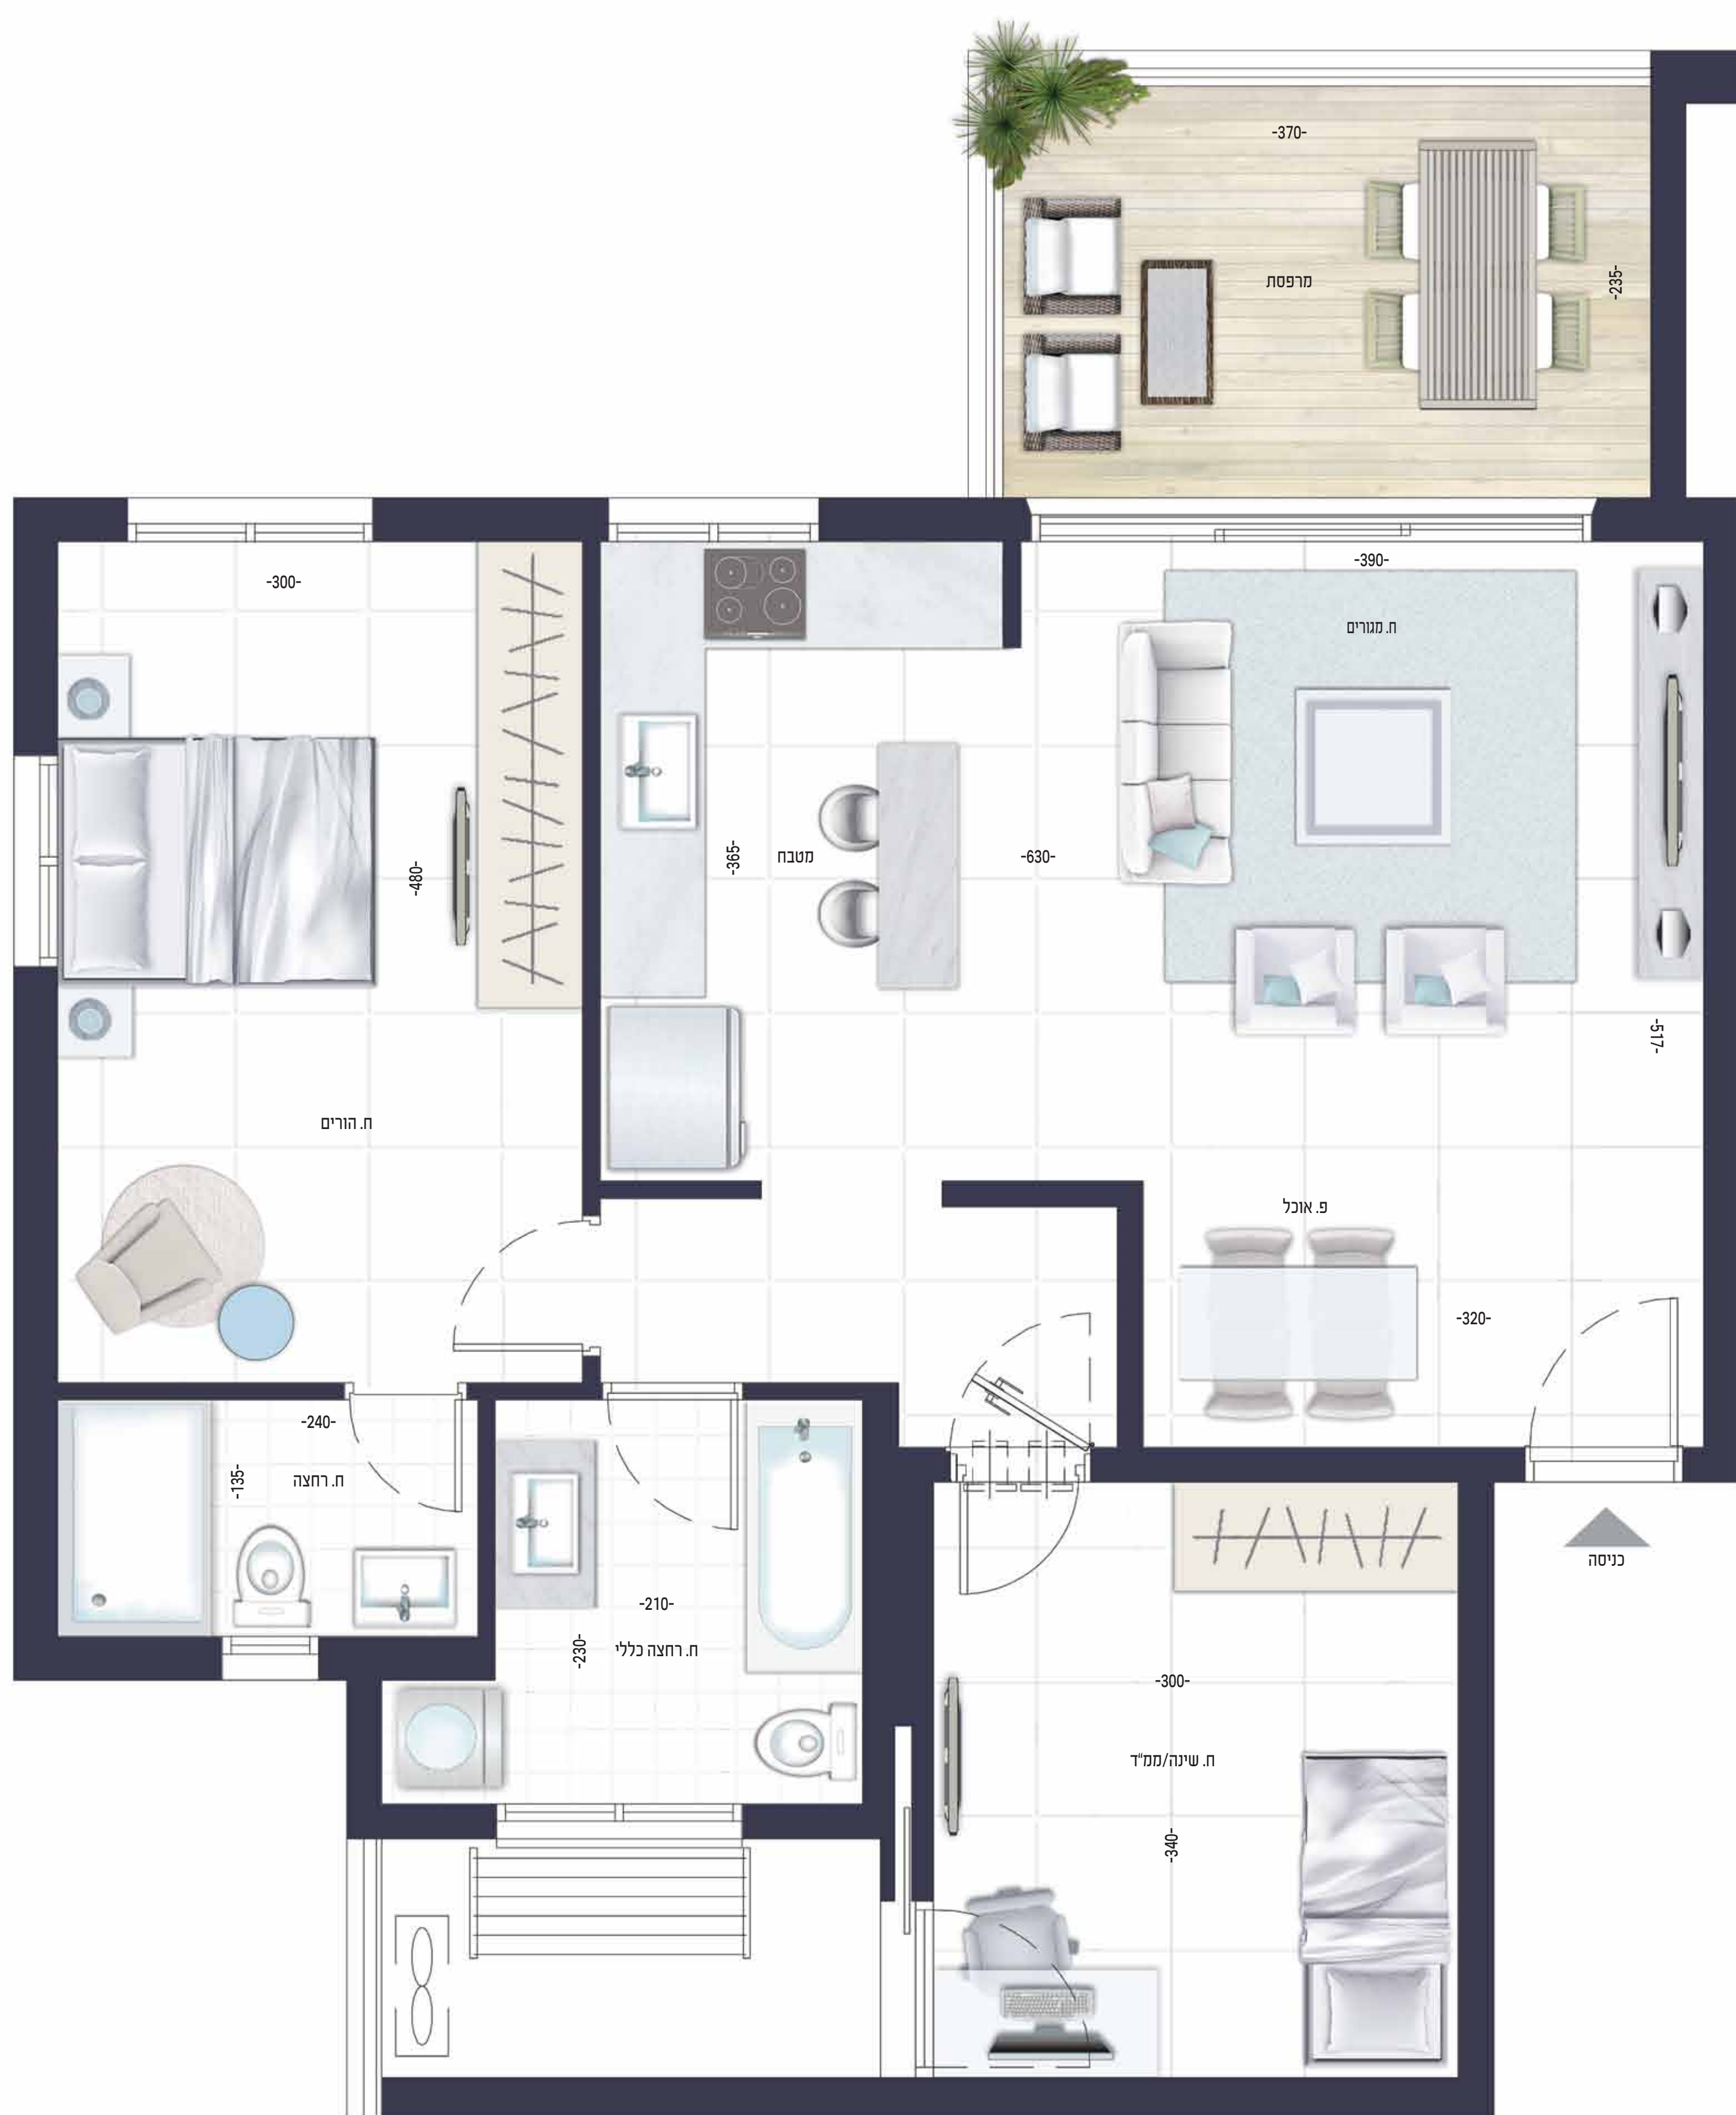 -370-
מרפסת
-235-
-390-
-300-
ח. מגורים
-365-
מטבח
-630-
-480-
-517-
ח. הורים
פ. אוכל
-320-
-240-
-135-
ח. רחצה
כניסה
-210-
-230-
ח. רחצה כללי
-300-
ח. שינה/ממ"ד
-340-